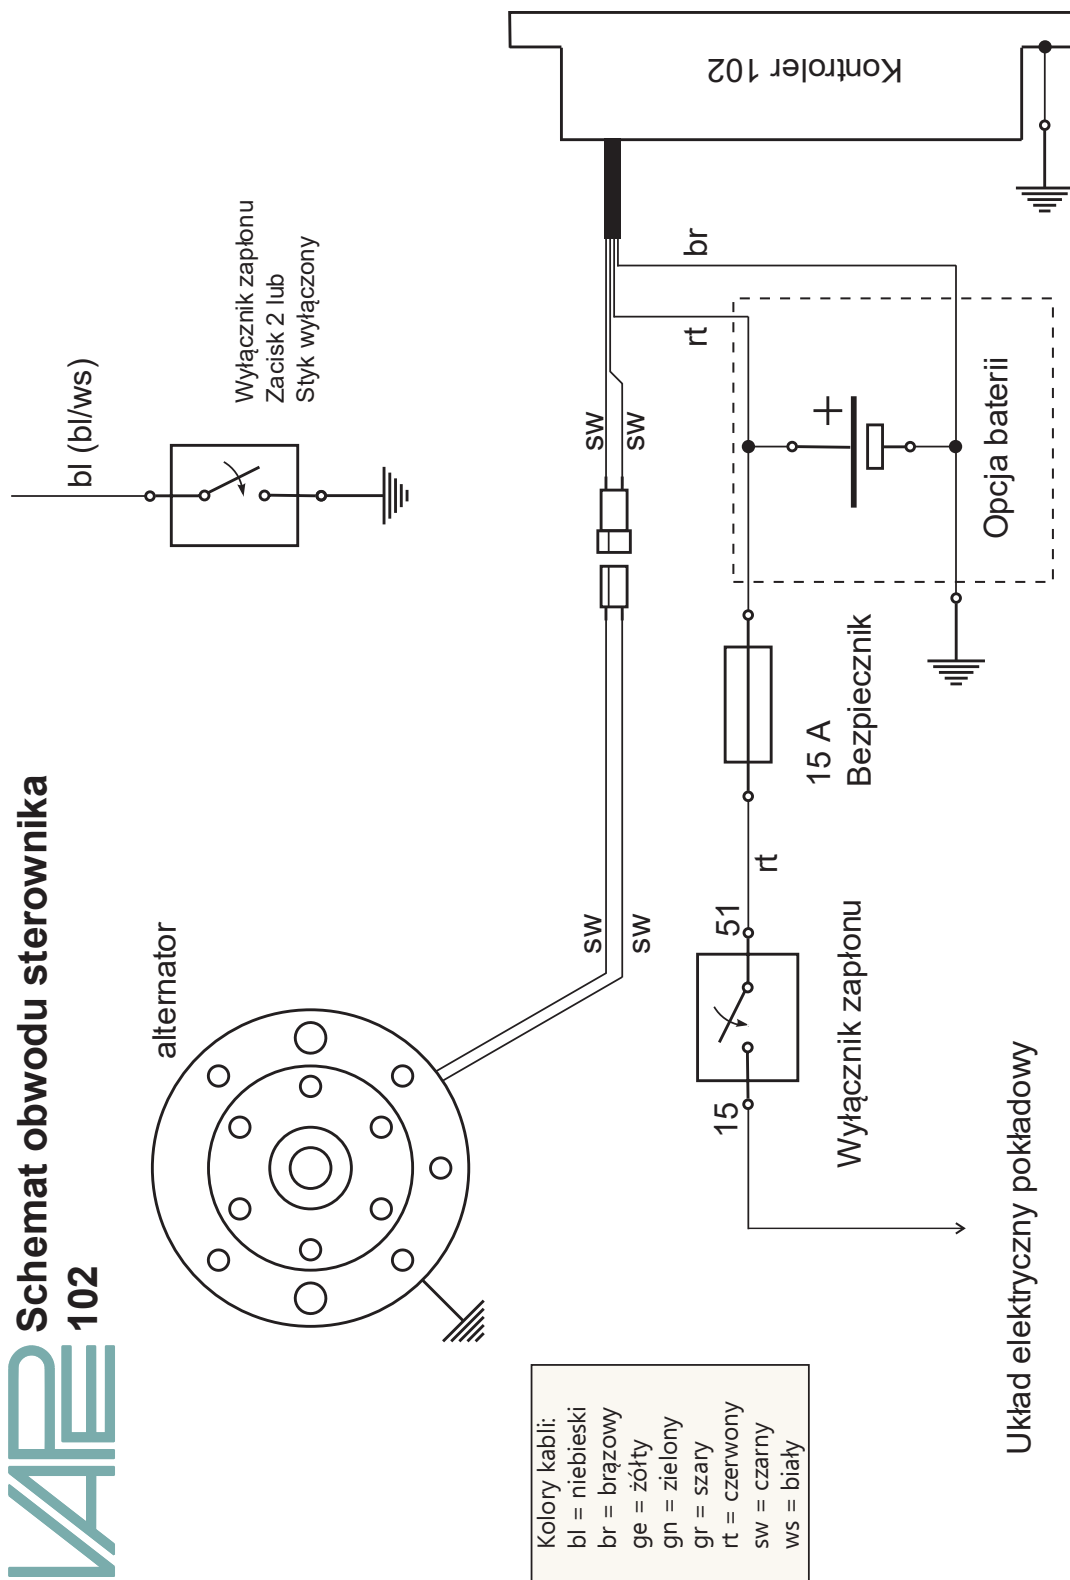 VAPE
Schemat obwodu sterownika
102
alternator
bl (bl/ws)
Wyłącznik zapłonu
Zacisk 2 lub
Styk wyłączony
Kontroler 102
sw
sw
sw
sw
rt
br
15
51
rt
Wyłącznik zapłonu
15 A
Bezpiecznik
+
Opcja baterii
Układ elektryczny pokładowy
Kolory kabli:
bl = niebieski
br = brązowy
ge = żółty
gn = zielony
gr = szary
rt = czerwony
sw = czarny
ws = biały